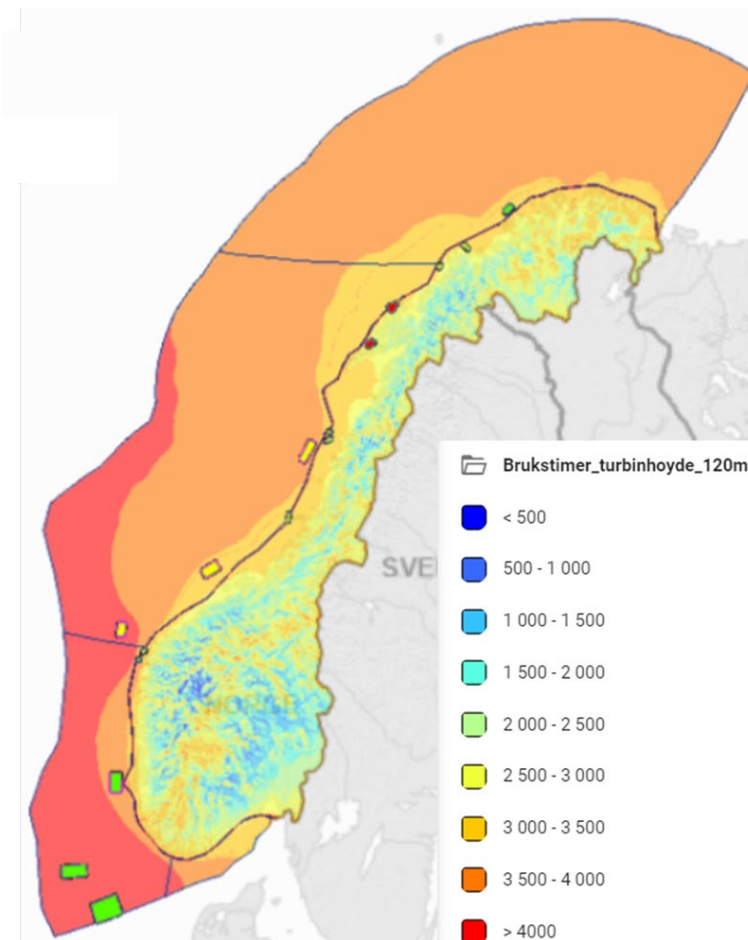 Brukstimer_turbinhoyde_120m
< 500
500 - 1 000
SVE
1 000 - 1 500
1 500 - 2 000
NORGE
2 000 - 2 500
2 500 - 3 000
3 000 - 3 500
3 500 - 4 000
> 4000